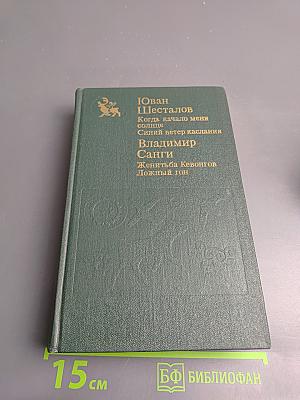 Юван
Шесталов
Когда качало меня
солнце
Синий ветер каслания
Владимир
Санги
Женитьба Кевонгов
Ложный гон
15 см
БФ БИБЛИОФАН